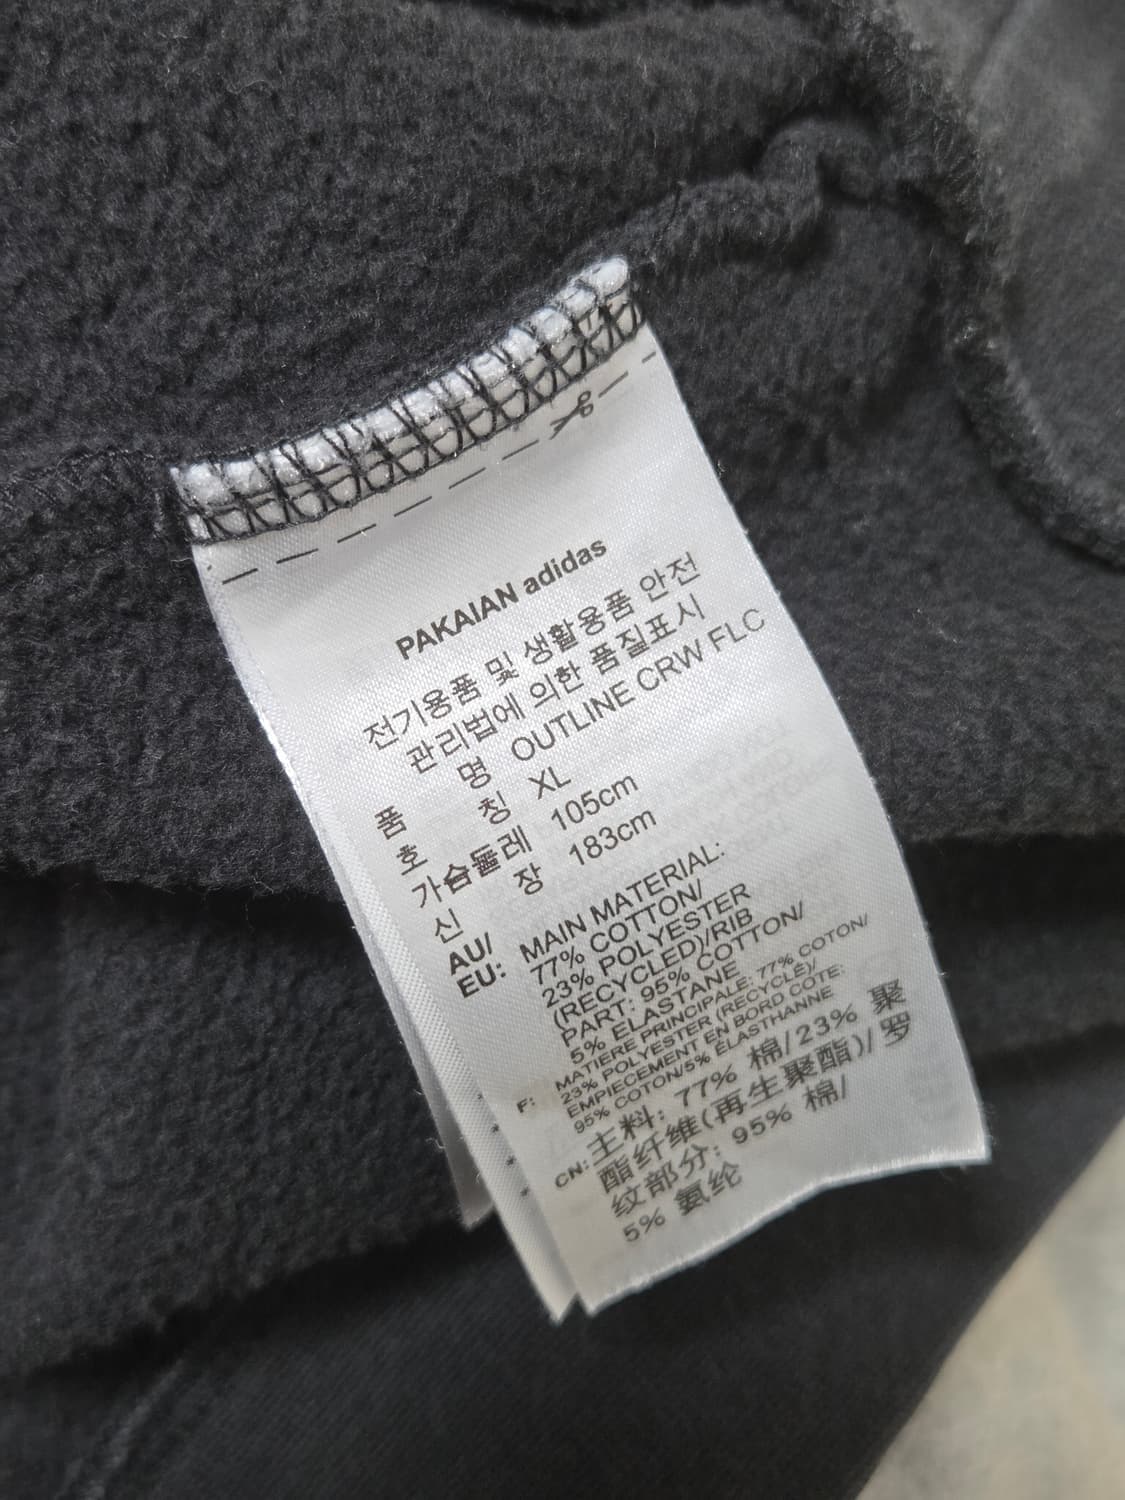 PAKAIAN adidas
전기용품 및 생활용품 안전
관리법에 의한 품질표시
품 명 OUTLINE CRW FLC
호 칭 XL
가슴둘레 105cm
신 장 183cm
AU/
EU: MAIN MATERIAL:
77% COTTON/
23% POLYESTER
(RECYCLED)/RIB
PART: 95% COTTON/
5% ELASTANE
F: MATIERE PRINCIPALE: 77% COTON/
23% POLYESTER (RECYCLÉ)/
EMPIECEMENT EN BORD COTE:
95% COTON/5% ÉLASTHANNE
CN: 主料: 77% 棉/23% 聚
酯纤维(再生聚酯)/罗
纹部分: 95% 棉/
5% 氨纶